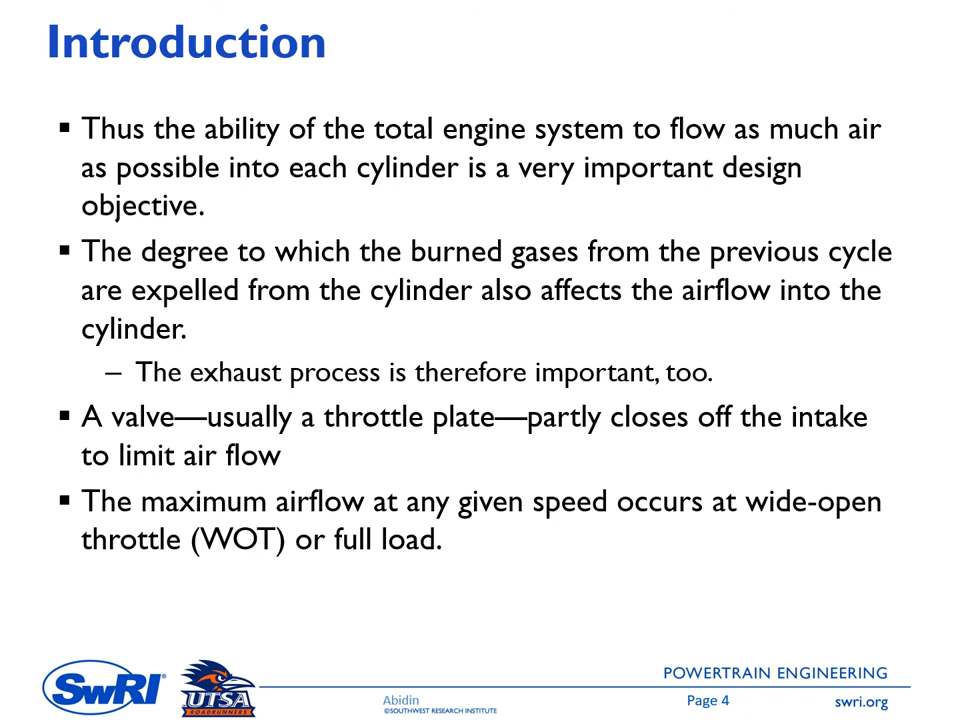 Introduction
▪ Thus the ability of the total engine system to flow as much air
as possible into each cylinder is a very important design
objective.
▪ The degree to which the burned gases from the previous cycle
are expelled from the cylinder also affects the airflow into the
cylinder.
– The exhaust process is therefore important, too.
▪ A valve—usually a throttle plate—partly closes off the intake
to limit air flow
▪ The maximum airflow at any given speed occurs at wide-open
throttle (WOT) or full load.
SwRI®
UTSA
ROADRUNNERS
POWERTRAIN ENGINEERING
Abidin
©SOUTHWEST RESEARCH INSTITUTE
Page 4
swri.org